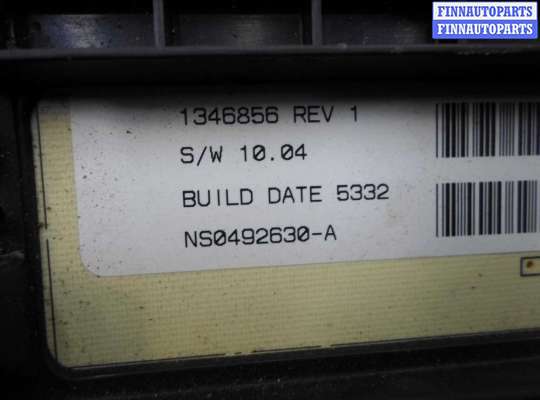 FINNAUTOPARTS
FINNAUTOPARTS
1346856 REV 1
S/W 10.04
BUILD DATE 5332
NS0492630-A